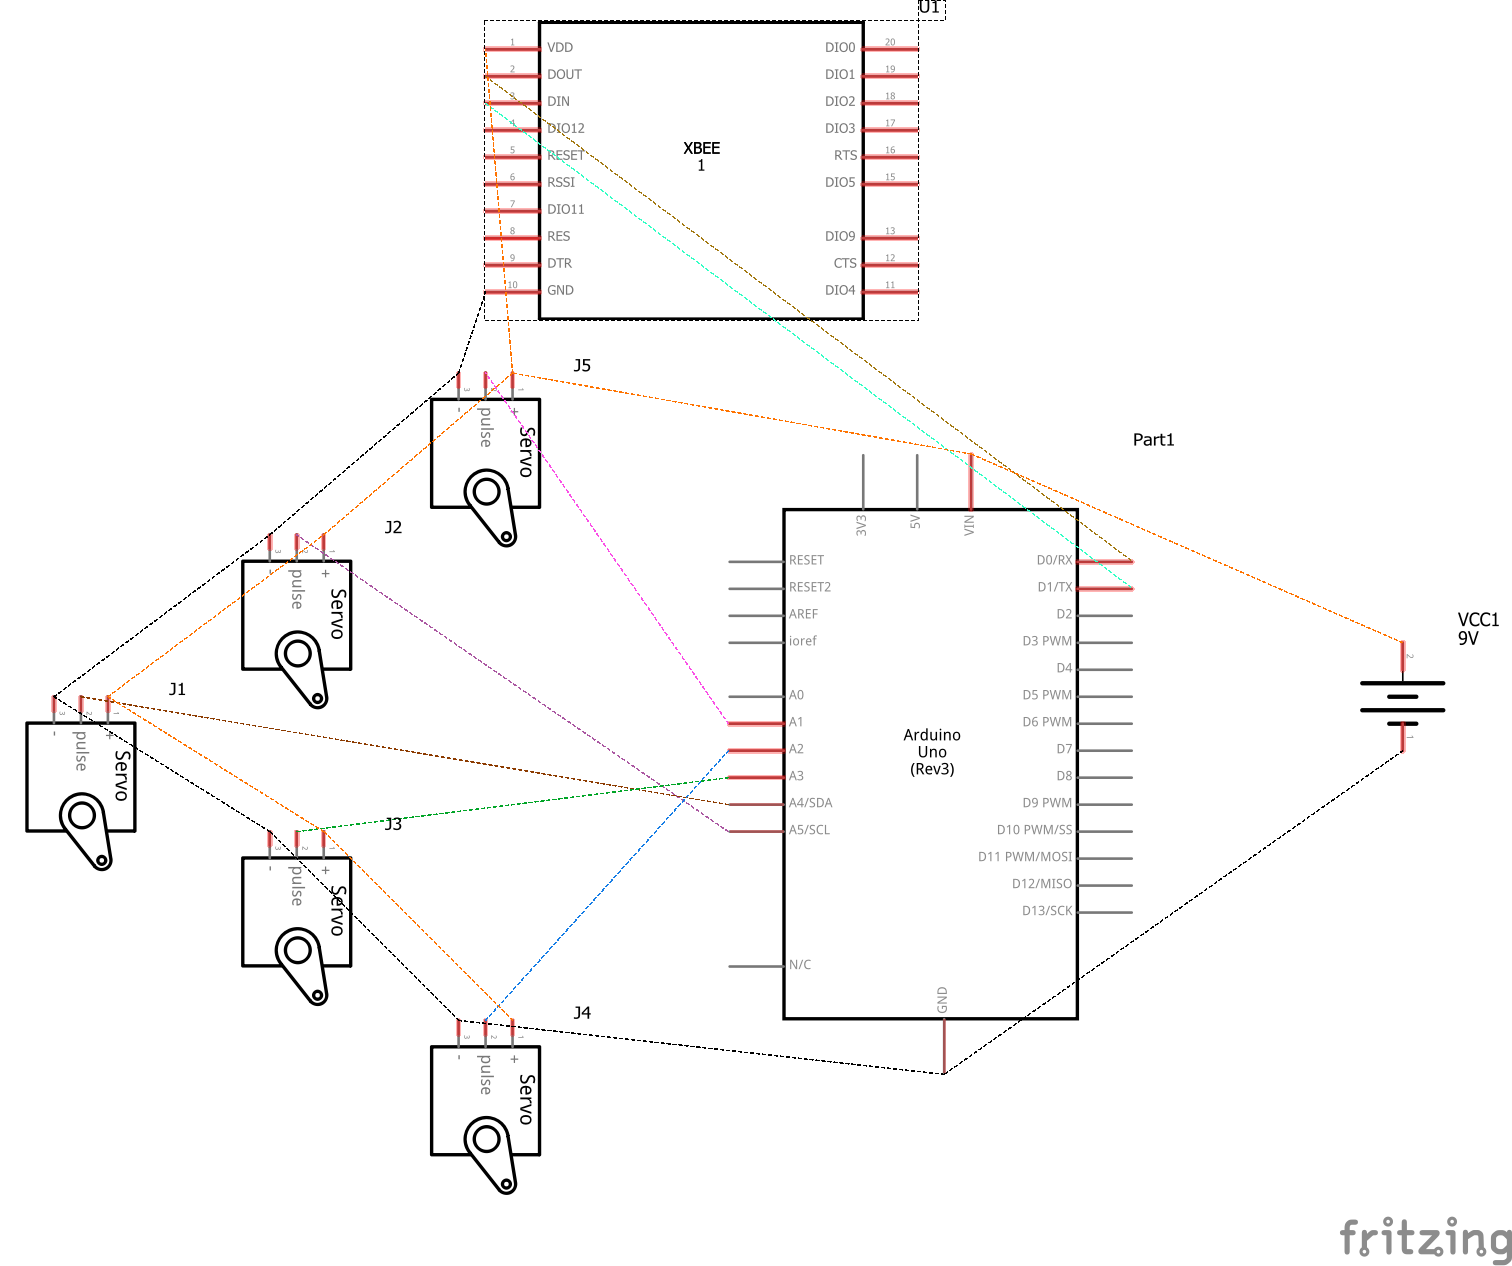 U1
1 VDD
2 DOUT
3 DIN
4 DIO12
5 RESET
6 RSSI
7 DIO11
8 RES
9 DTR
10 GND
XBEE
1
DIO0 20
DIO1 19
DIO2 18
DIO3 17
RTS 16
DIO5 15
DIO9 13
CTS 12
DIO4 11
J5
3 2 1
- pulse +
Servo
J2
3 2 1
- pulse +
Servo
J1
3 2 1
- pulse +
Servo
J3
3 2 1
- pulse +
Servo
J4
3 2 1
- pulse +
Servo
Part1
3V3 5V VIN
RESET
RESET2
AREF
ioref
A0
A1
A2
A3
A4/SDA
A5/SCL
N/C
Arduino
Uno
(Rev3)
D0/RX
D1/TX
D2
D3 PWM
D4
D5 PWM
D6 PWM
D7
D8
D9 PWM
D10 PWM/SS
D11 PWM/MOSI
D12/MISO
D13/SCK
GND
VCC1
9V
2
1
fritzing